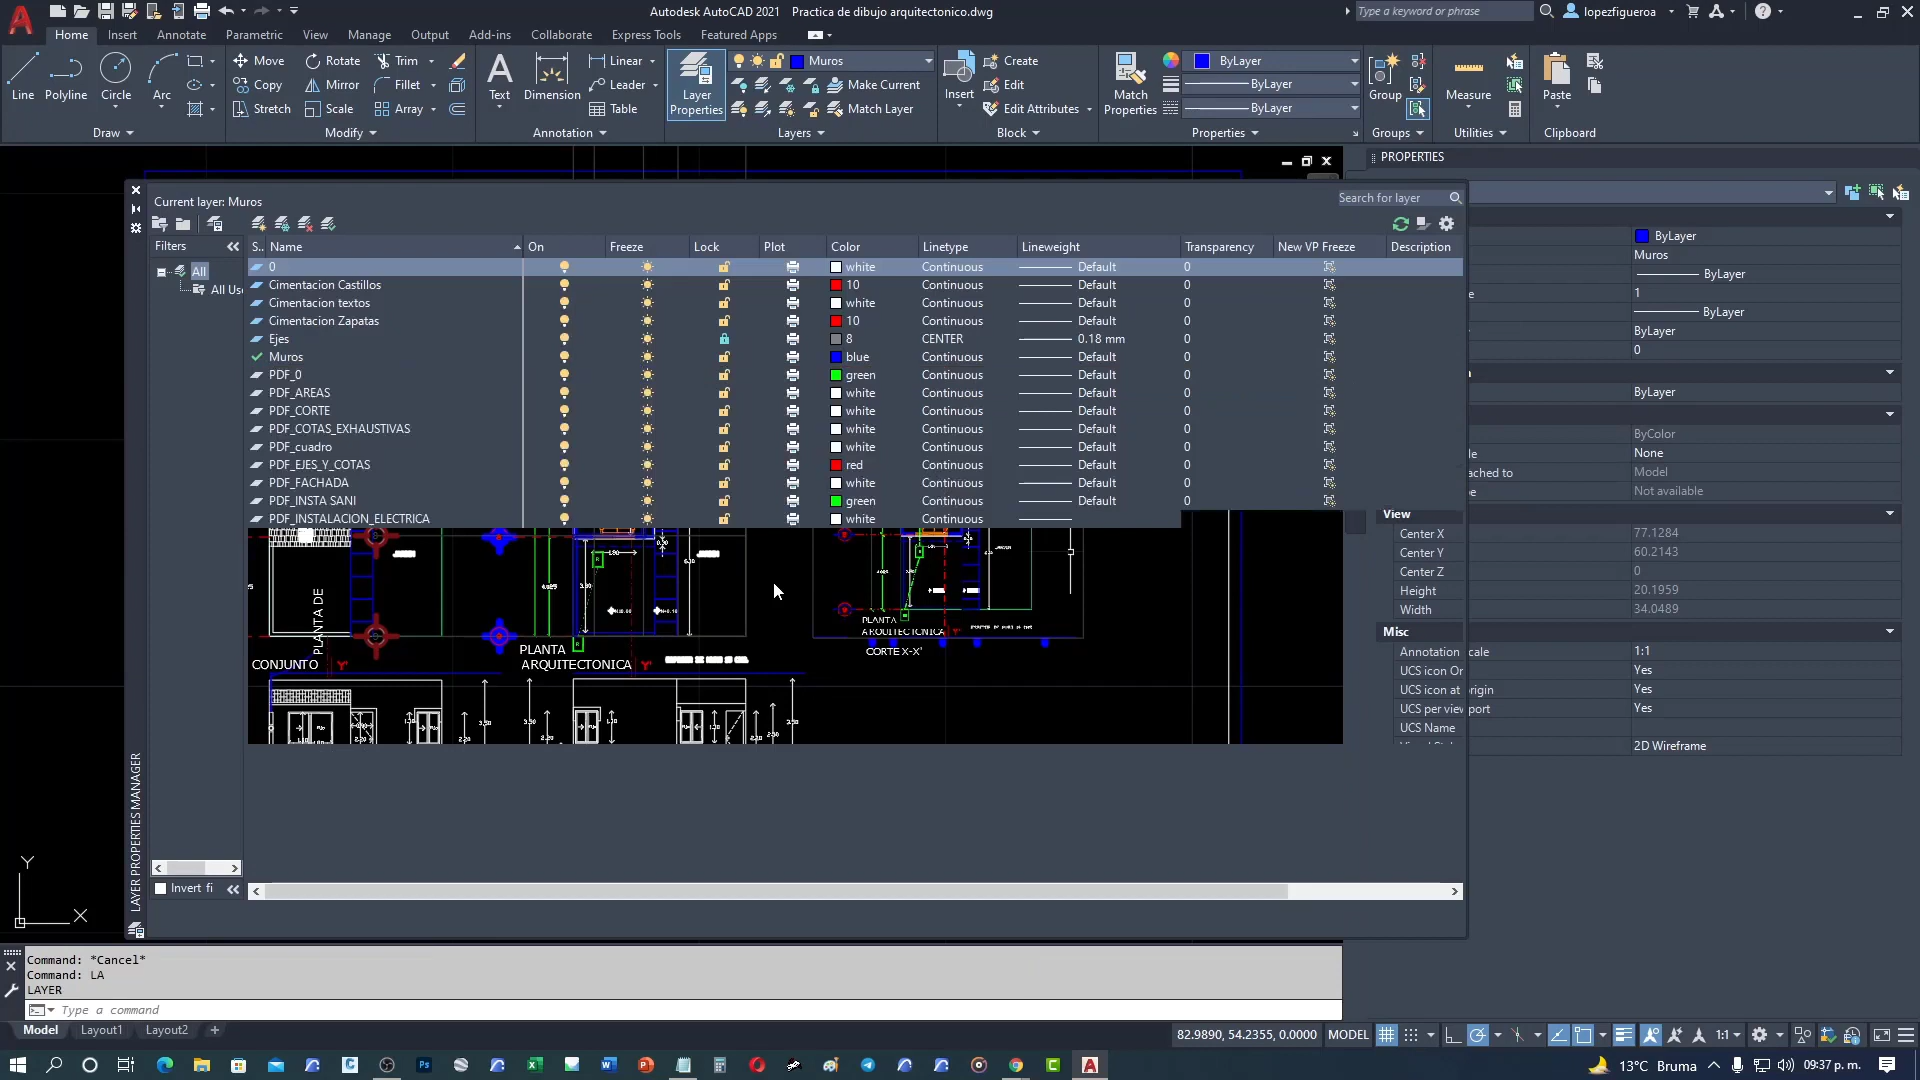 Autodesk AutoCAD 2021 Practica de dibujo arquitectonico.dwg
Type a keyword or phrase
lopezfigueroa
Home Insert Annotate Parametric View Manage Output Add-ins Collaborate Express Tools Featured Apps
Line Polyline Circle Arc
Move Rotate Trim
Copy Mirror Fillet
Stretch Scale Array
Text Dimension
Linear
Leader
Table
Layer Properties
Muros
Make Current
Match Layer
Insert
Create
Edit
Edit Attributes
Match Properties
ByLayer
ByLayer
ByLayer
Group Measure Paste
Draw Modify Annotation Layers Block Properties Groups Utilities Clipboard
PROPERTIES
Current layer: Muros
Search for layer
Filters
All
All Use
S.. Name On Freeze Lock Plot Color Linetype Lineweight Transparency New VP Freeze Description
0 white Continuous Default 0
Cimentacion Castillos 10 Continuous Default 0
Cimentacion textos white Continuous Default 0
Cimentacion Zapatas 10 Continuous Default 0
Ejes 8 CENTER 0.18 mm 0
Muros blue Continuous Default 0
PDF_0 green Continuous Default 0
PDF_AREAS white Continuous Default 0
PDF_CORTE white Continuous Default 0
PDF_COTAS_EXHAUSTIVAS white Continuous Default 0
PDF_cuadro white Continuous Default 0
PDF_EJES_Y_COTAS red Continuous Default 0
PDF_FACHADA white Continuous Default 0
PDF_INSTA SANI green Continuous Default 0
PDF_INSTALACION_ELECTRICA white Continuous
ByLayer
Muros
ByLayer
e 1
ByLayer
ByLayer
0
n
ByLayer
ByColor
le None
ached to Model
pe Not available
View
Center X 77.1284
Center Y 60.2143
Center Z 0
Height 20.1959
Width 34.0489
Misc
Annotation scale 1:1
UCS icon On Yes
UCS icon at origin Yes
UCS per viewport Yes
UCS Name
2D Wireframe
PLANTA DE
CONJUNTO Y'
PLANTA
ARQUITECTONICA Y'
PLANTA
ARQUITECTONICA Y'
CORTE X-X'
LAYER PROPERTIES MANAGER
Invert fi
Y
X
Command: *Cancel*
Command: LA
LAYER
Type a command
Model Layout1 Layout2 +
82.9890, 54.2355, 0.0000 MODEL 1:1
13°C Bruma 09:37 p. m.